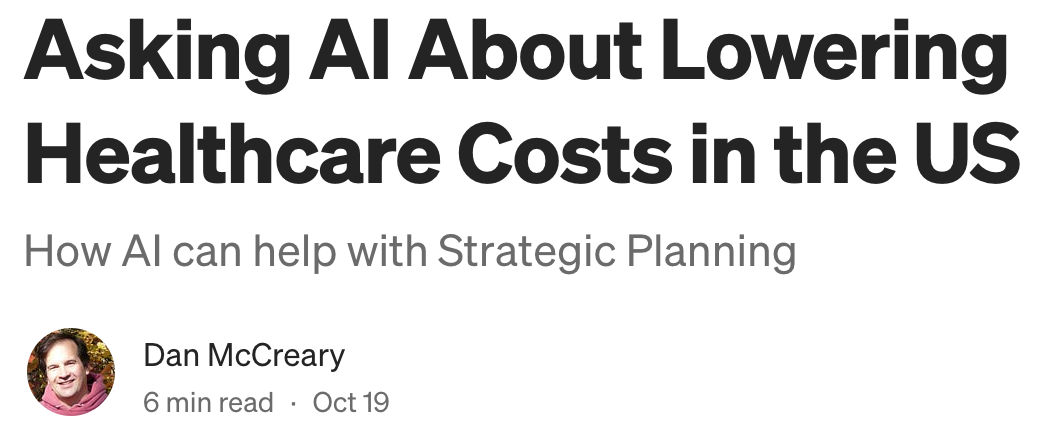 Asking AI About Lowering
Healthcare Costs in the US
How AI can help with Strategic Planning
Dan McCreary
6 min read · Oct 19